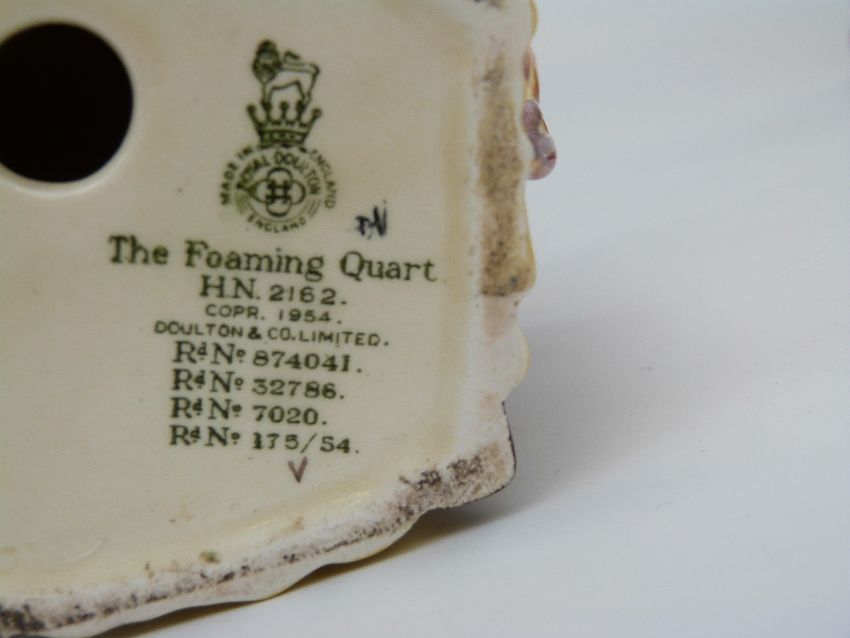 MADE IN ENGLAND
ROYAL DOULTON
ENGLAND
The Foaming Quart
H.N. 2162.
COPR. 1954.
DOULTON & CO. LIMITED.
Rd No 874041.
Rd No 32786.
Rd No 7020.
Rd No 175/54.